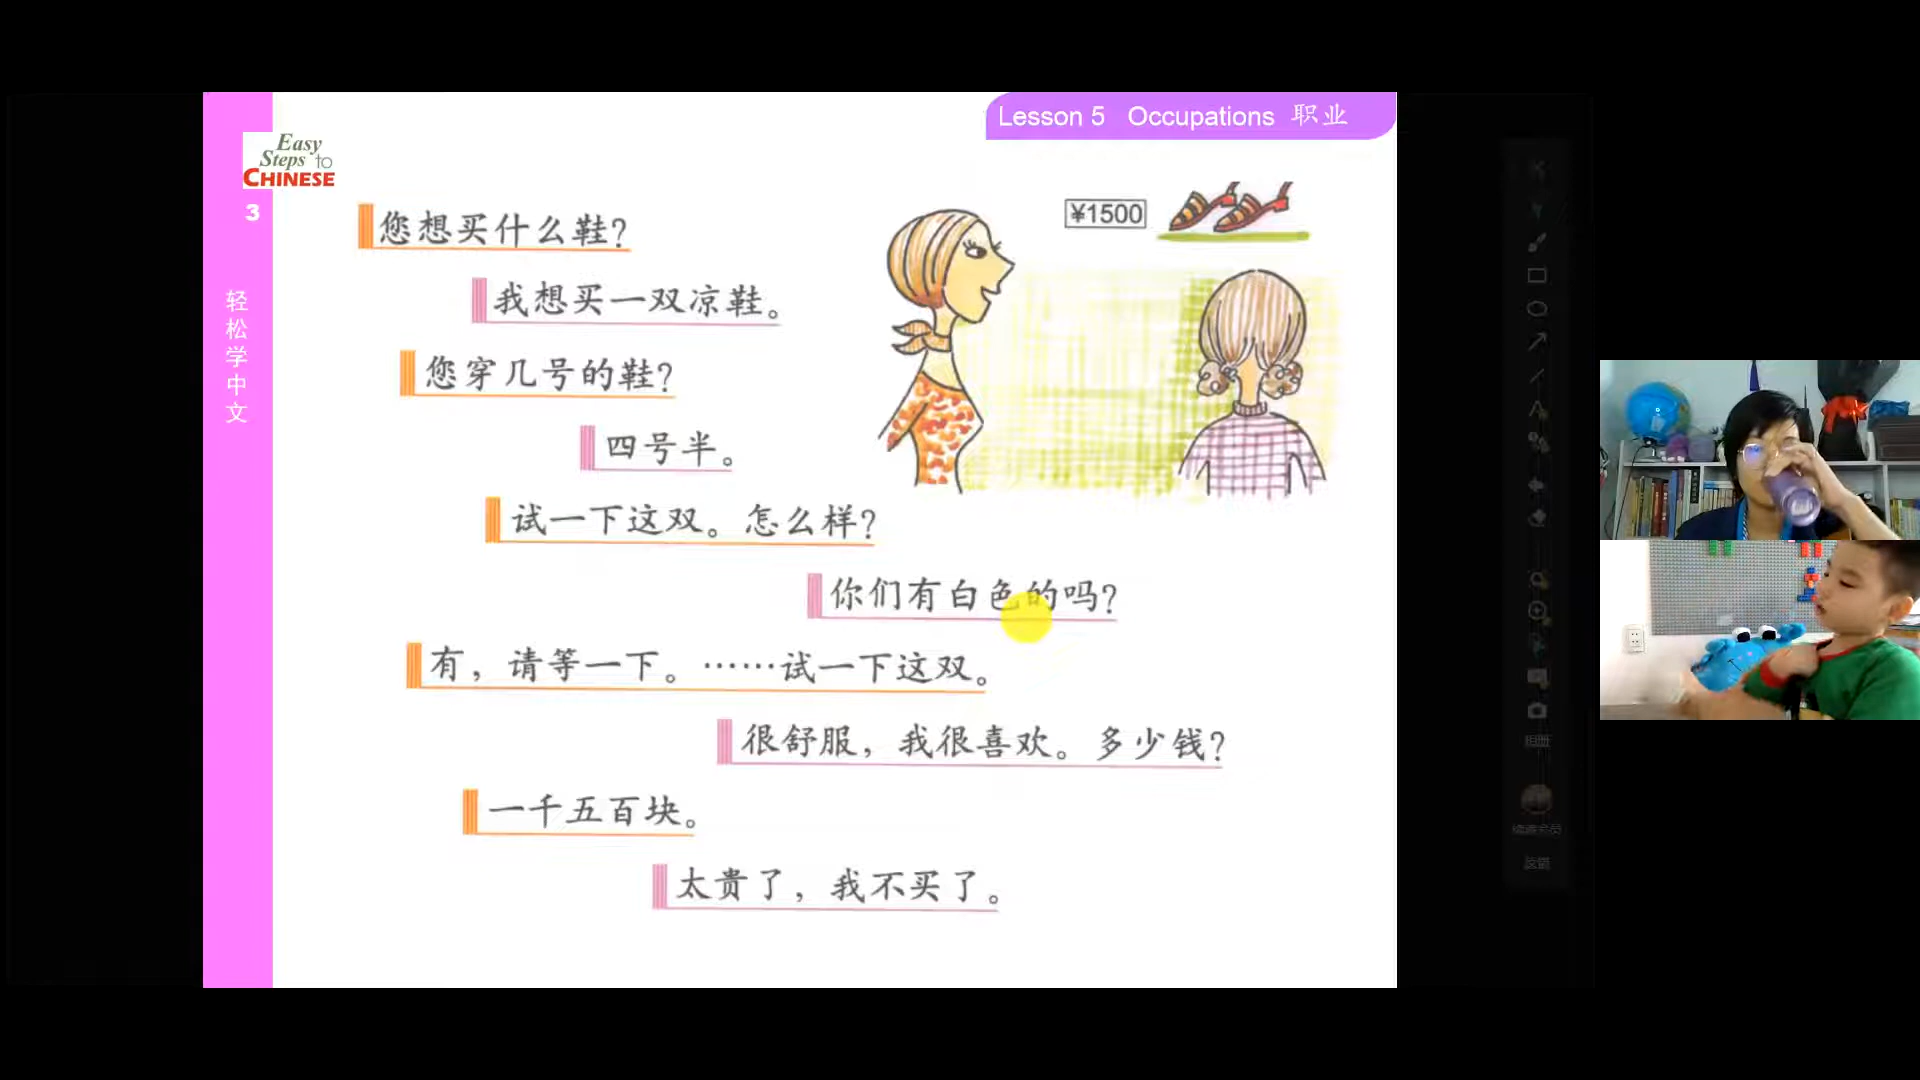 Lesson 5 Occupations 职业
Easy
Steps to
CHINESE
3
轻松学中文
¥1500
您想买什么鞋?
我想买一双凉鞋。
您穿几号的鞋?
四号半。
试一下这双。怎么样?
你们有白色的吗?
有，请等一下。……试一下这双。
很舒服，我很喜欢。多少钱?
一千五百块。
太贵了，我不买了。